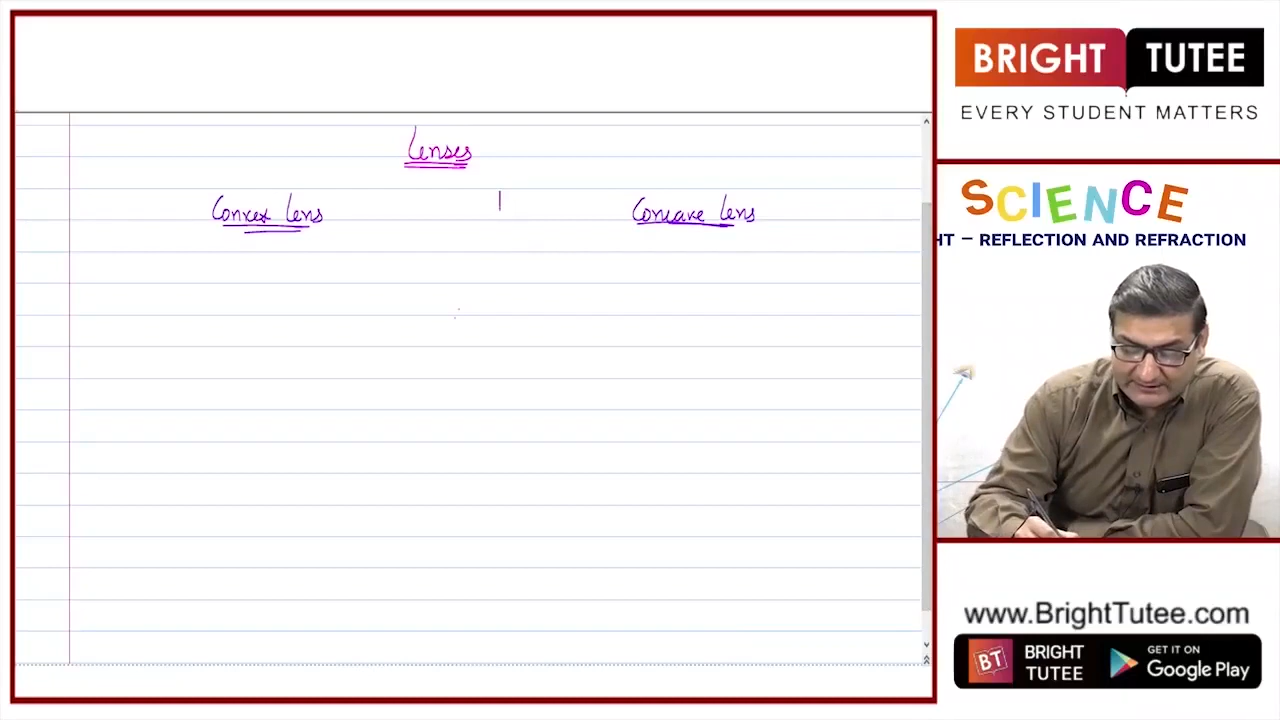 Lenses
Convex lens
Concave lens
BRIGHT TUTEE
EVERY STUDENT MATTERS
SCIENCE
HT – REFLECTION AND REFRACTION
www.BrightTutee.com
BT BRIGHT TUTEE
GET IT ON
Google Play